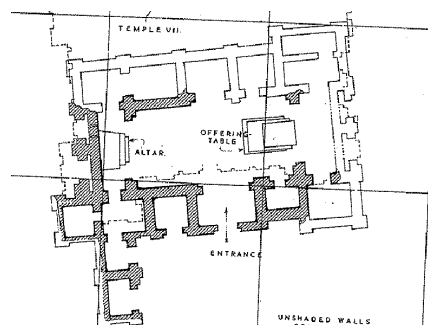 TEMPLE VII.
OFFERING-
TABLE
ALTAR.
ENTRANCE
UNSHADED WALLS